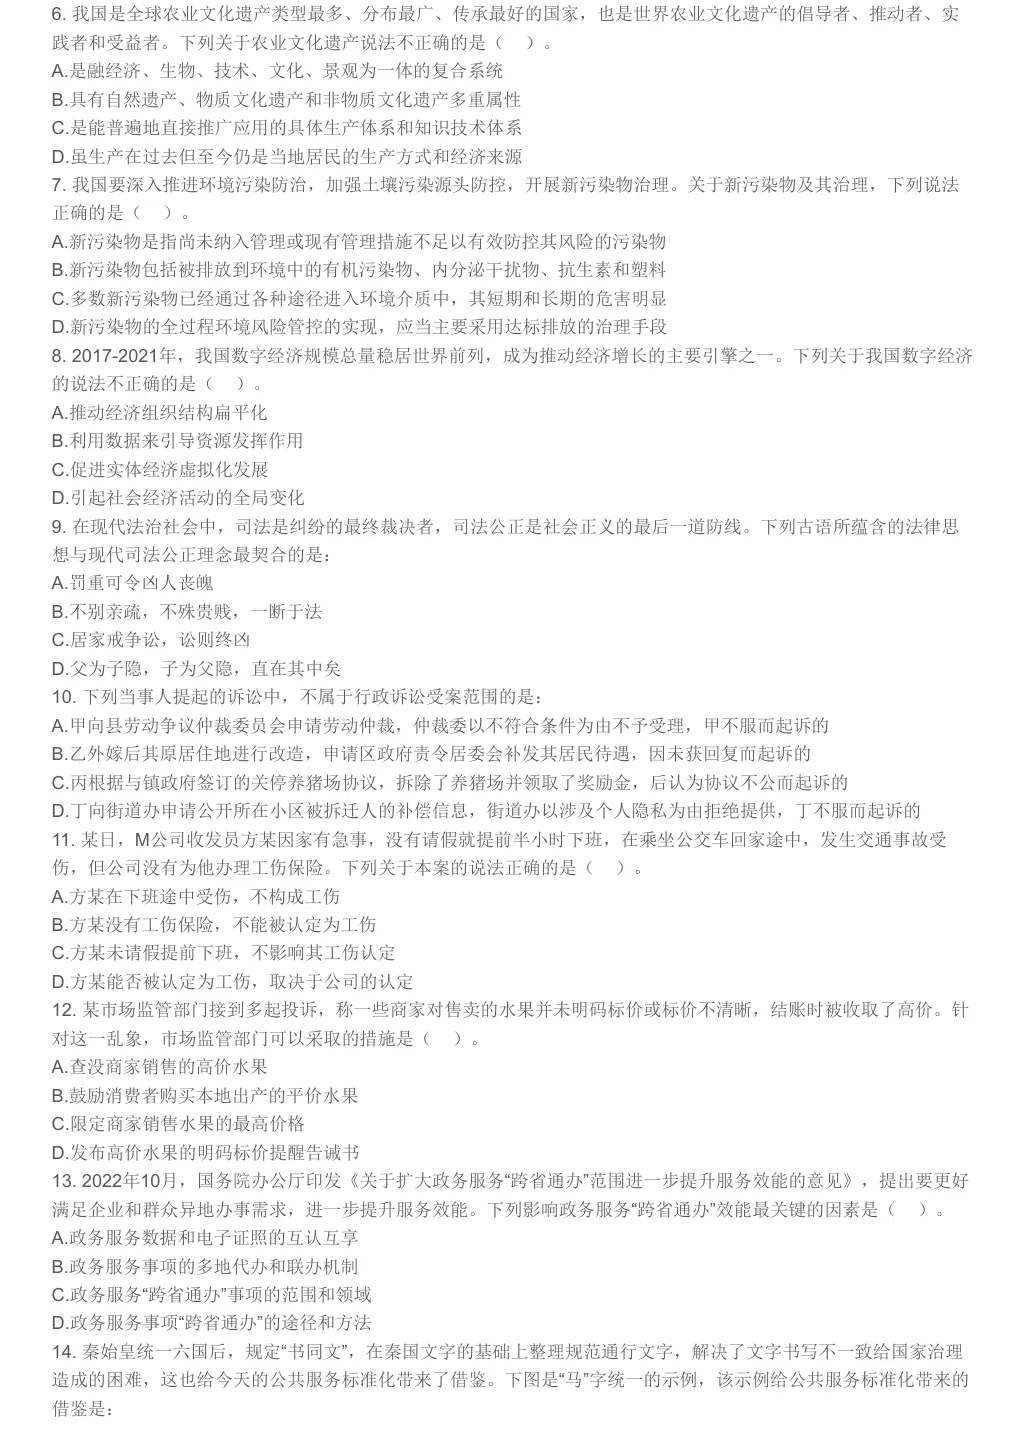 6. 我国是全球农业文化遗产类型最多、分布最广、传承最好的国家，也是世界农业文化遗产的倡导者、推动者、实
践者和受益者。下列关于农业文化遗产说法不正确的是（　）。
A.是融经济、生物、技术、文化、景观为一体的复合系统
B.具有自然遗产、物质文化遗产和非物质文化遗产多重属性
C.是能普遍地直接推广应用的具体生产体系和知识技术体系
D.虽生产在过去但至今仍是当地居民的生产方式和经济来源
7. 我国要深入推进环境污染防治，加强土壤污染源头防控，开展新污染物治理。关于新污染物及其治理，下列说法
正确的是（　）。
A.新污染物是指尚未纳入管理或现有管理措施不足以有效防控其风险的污染物
B.新污染物包括被排放到环境中的有机污染物、内分泌干扰物、抗生素和塑料
C.多数新污染物已经通过各种途径进入环境介质中，其短期和长期的危害明显
D.新污染物的全过程环境风险管控的实现，应当主要采用达标排放的治理手段
8. 2017-2021年，我国数字经济规模总量稳居世界前列，成为推动经济增长的主要引擎之一。下列关于我国数字经济
的说法不正确的是（　）。
A.推动经济组织结构扁平化
B.利用数据来引导资源发挥作用
C.促进实体经济虚拟化发展
D.引起社会经济活动的全局变化
9. 在现代法治社会中，司法是纠纷的最终裁决者，司法公正是社会正义的最后一道防线。下列古语所蕴含的法律思
想与现代司法公正理念最契合的是：
A.罚重可令凶人丧魄
B.不别亲疏，不殊贵贱，一断于法
C.居家戒争讼，讼则终凶
D.父为子隐，子为父隐，直在其中矣
10. 下列当事人提起的诉讼中，不属于行政诉讼受案范围的是：
A.甲向县劳动争议仲裁委员会申请劳动仲裁，仲裁委以不符合条件为由不予受理，甲不服而起诉的
B.乙外嫁后其原居住地进行改造，申请区政府责令居委会补发其居民待遇，因未获回复而起诉的
C.丙根据与镇政府签订的关停养猪场协议，拆除了养猪场并领取了奖励金，后认为协议不公而起诉的
D.丁向街道办申请公开所在小区被拆迁人的补偿信息，街道办以涉及个人隐私为由拒绝提供，丁不服而起诉的
11. 某日，M公司收发员方某因家有急事，没有请假就提前半小时下班，在乘坐公交车回家途中，发生交通事故受
伤，但公司没有为他办理工伤保险。下列关于本案的说法正确的是（　）。
A.方某在下班途中受伤，不构成工伤
B.方某没有工伤保险，不能被认定为工伤
C.方某未请假提前下班，不影响其工伤认定
D.方某能否被认定为工伤，取决于公司的认定
12. 某市场监管部门接到多起投诉，称一些商家对售卖的水果并未明码标价或标价不清晰，结账时被收取了高价。针
对这一乱象，市场监管部门可以采取的措施是（　）。
A.查没商家销售的高价水果
B.鼓励消费者购买本地出产的平价水果
C.限定商家销售水果的最高价格
D.发布高价水果的明码标价提醒告诫书
13. 2022年10月，国务院办公厅印发《关于扩大政务服务“跨省通办”范围进一步提升服务效能的意见》，提出要更好
满足企业和群众异地办事需求，进一步提升服务效能。下列影响政务服务“跨省通办”效能最关键的因素是（　）。
A.政务服务数据和电子证照的互认互享
B.政务服务事项的多地代办和联办机制
C.政务服务“跨省通办”事项的范围和领域
D.政务服务事项“跨省通办”的途径和方法
14. 秦始皇统一六国后，规定“书同文”，在秦国文字的基础上整理规范通行文字，解决了文字书写不一致给国家治理
造成的困难，这也给今天的公共服务标准化带来了借鉴。下图是“马”字统一的示例，该示例给公共服务标准化带来的
借鉴是：